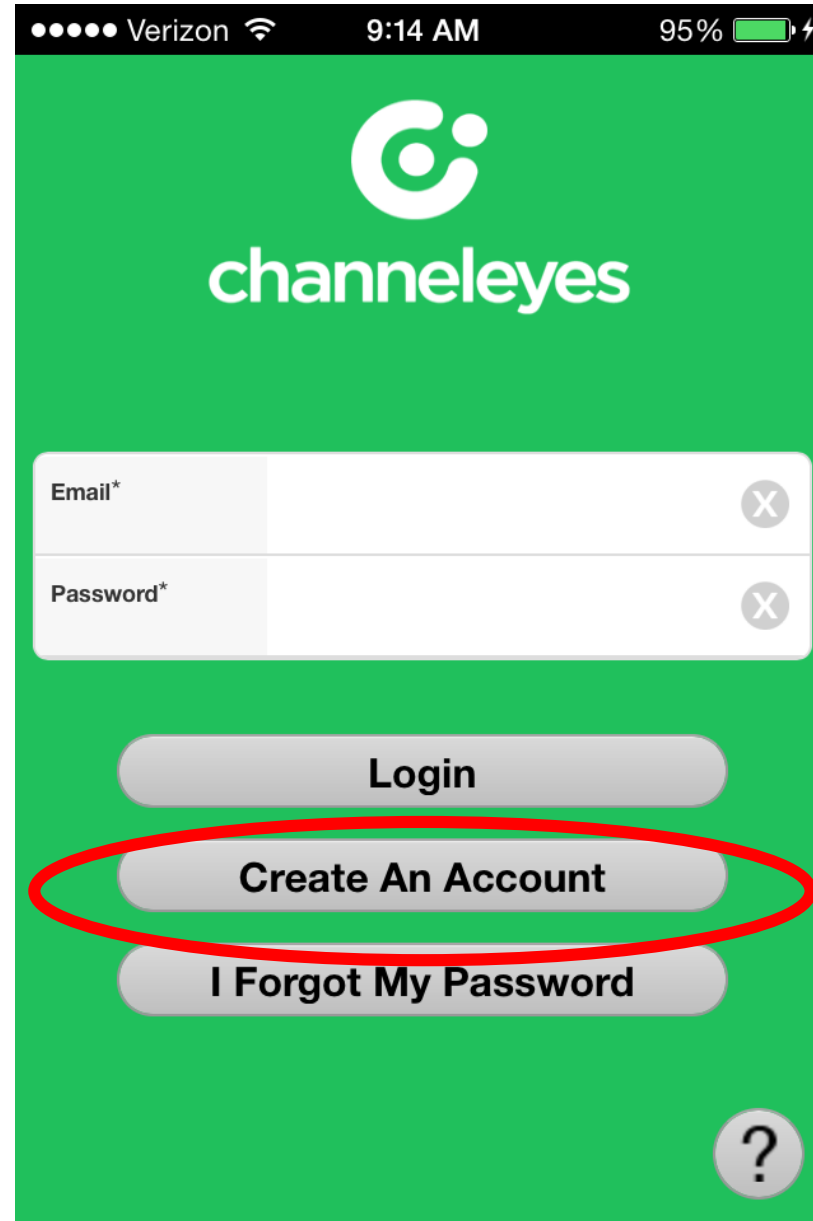 Verizon 9:14 AM 95%
channeleyes
Email*
X
Password*
X
Login
Create An Account
I Forgot My Password
?